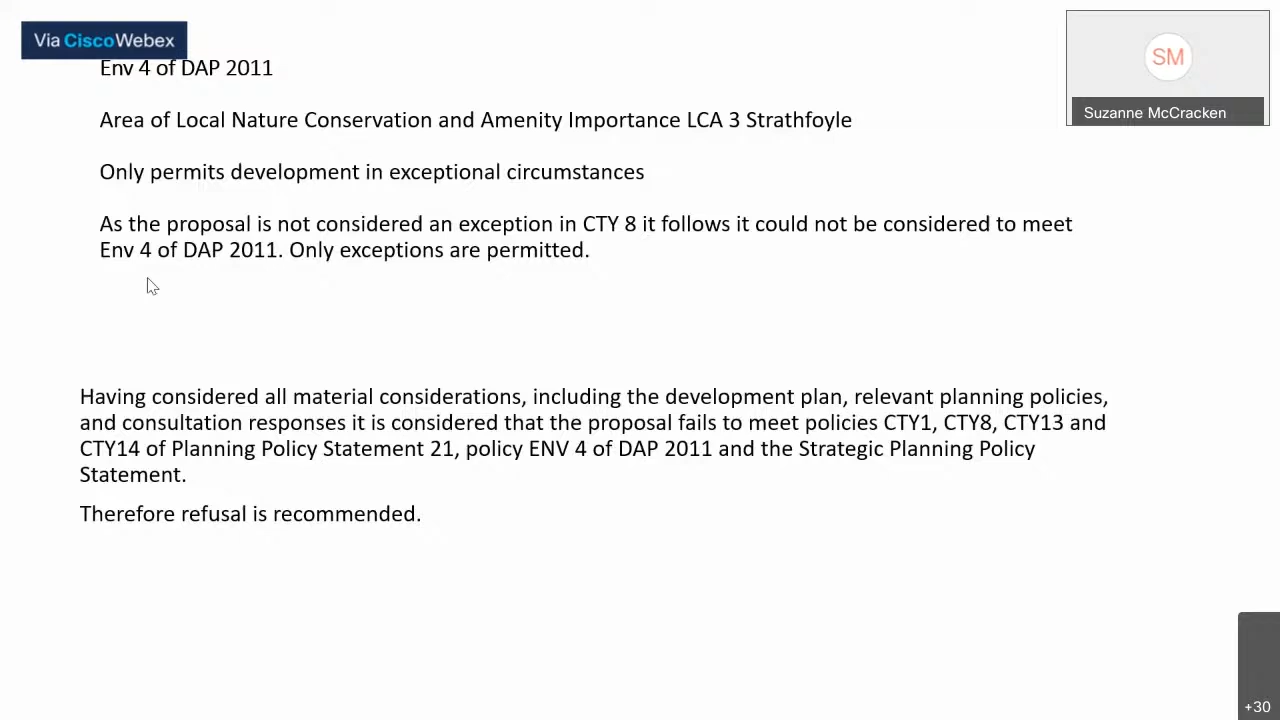 Via CiscoWebex
SM
Suzanne McCracken
Env 4 of DAP 2011
Area of Local Nature Conservation and Amenity Importance LCA 3 Strathfoyle
Only permits development in exceptional circumstances
As the proposal is not considered an exception in CTY 8 it follows it could not be considered to meet
Env 4 of DAP 2011. Only exceptions are permitted.
Having considered all material considerations, including the development plan, relevant planning policies,
and consultation responses it is considered that the proposal fails to meet policies CTY1, CTY8, CTY13 and
CTY14 of Planning Policy Statement 21, policy ENV 4 of DAP 2011 and the Strategic Planning Policy
Statement.
Therefore refusal is recommended.
+30